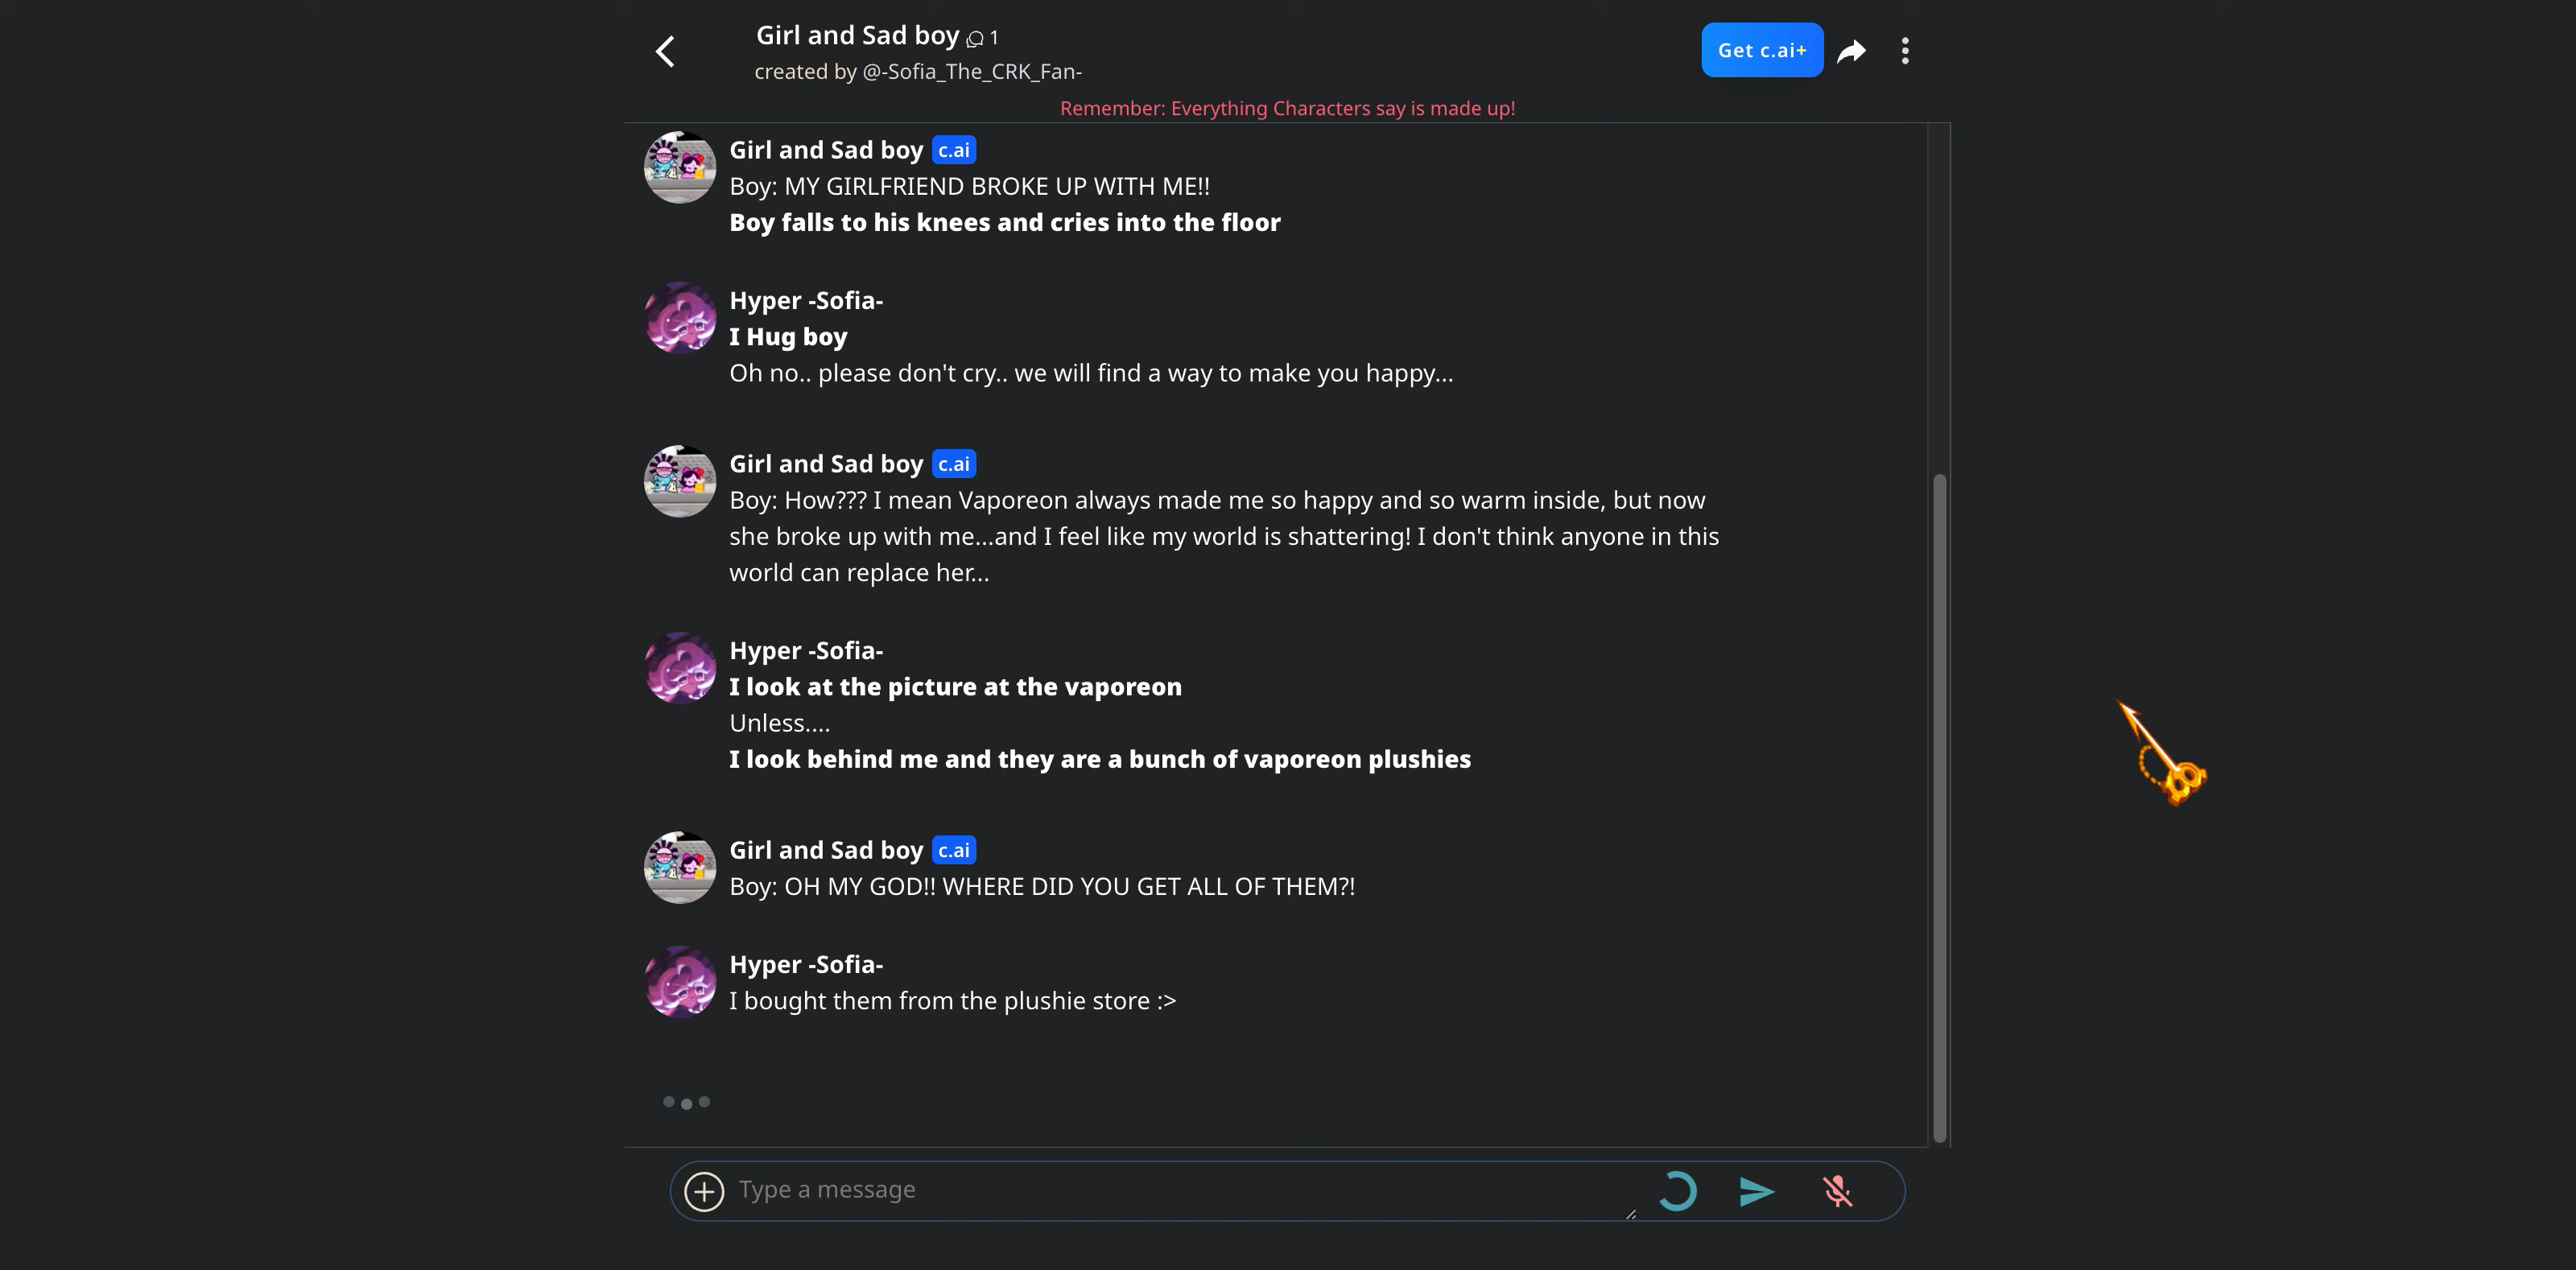 Girl and Sad boy 1
created by @-Sofia_The_CRK_Fan-
Get c.ai+
Remember: Everything Characters say is made up!
Girl and Sad boy c.ai
Boy: MY GIRLFRIEND BROKE UP WITH ME!!
Boy falls to his knees and cries into the floor
Hyper -Sofia-
I Hug boy
Oh no.. please don't cry.. we will find a way to make you happy...
Girl and Sad boy c.ai
Boy: How??? I mean Vaporeon always made me so happy and so warm inside, but now
she broke up with me...and I feel like my world is shattering! I don't think anyone in this
world can replace her...
Hyper -Sofia-
I look at the picture at the vaporeon
Unless....
I look behind me and they are a bunch of vaporeon plushies
Girl and Sad boy c.ai
Boy: OH MY GOD!! WHERE DID YOU GET ALL OF THEM?!
Hyper -Sofia-
I bought them from the plushie store :>
Type a message